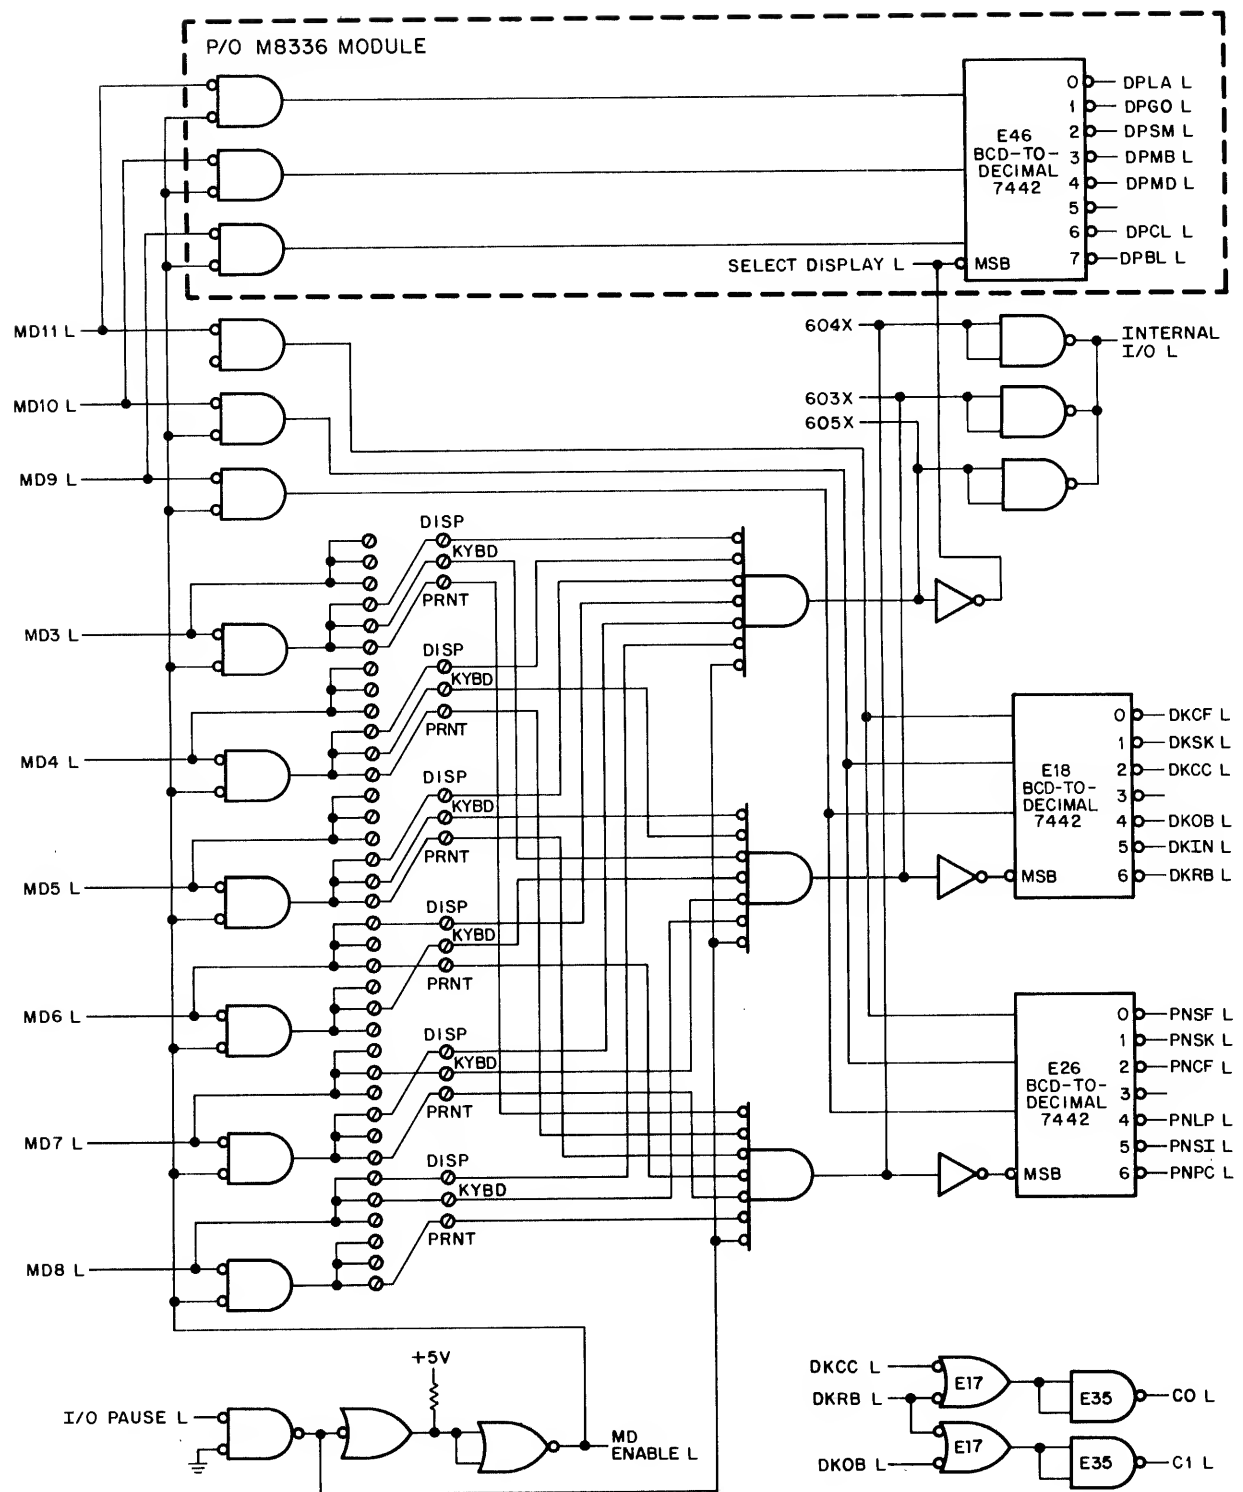 P/O M8336 MODULE
E46
BCD-TO-
DECIMAL
7442
MSB
0
1
2
3
4
5
6
7
DPLA L
DPGO L
DPSM L
DPMB L
DPMD L
DPCL L
DPBL L
SELECT DISPLAY L
MD11 L
MD10 L
MD9 L
604X
603X
605X
INTERNAL
I/O L
DISP
KYBD
PRNT
MD3 L
DISP
KYBD
PRNT
MD4 L
DISP
KYBD
PRNT
MD5 L
DISP
KYBD
PRNT
MD6 L
DISP
KYBD
PRNT
MD7 L
DISP
KYBD
PRNT
MD8 L
E18
BCD-TO-
DECIMAL
7442
MSB
0
1
2
3
4
5
6
DKCF L
DKSK L
DKCC L
DKOB L
DKIN L
DKRB L
E26
BCD-TO-
DECIMAL
7442
MSB
0
1
2
3
4
5
6
PNSF L
PNSK L
PNCF L
PNLP L
PNSI L
PNPC L
+5V
I/O PAUSE L
MD
ENABLE L
DKCC L
DKRB L
DKOB L
E17
E35
C0 L
E17
E35
C1 L